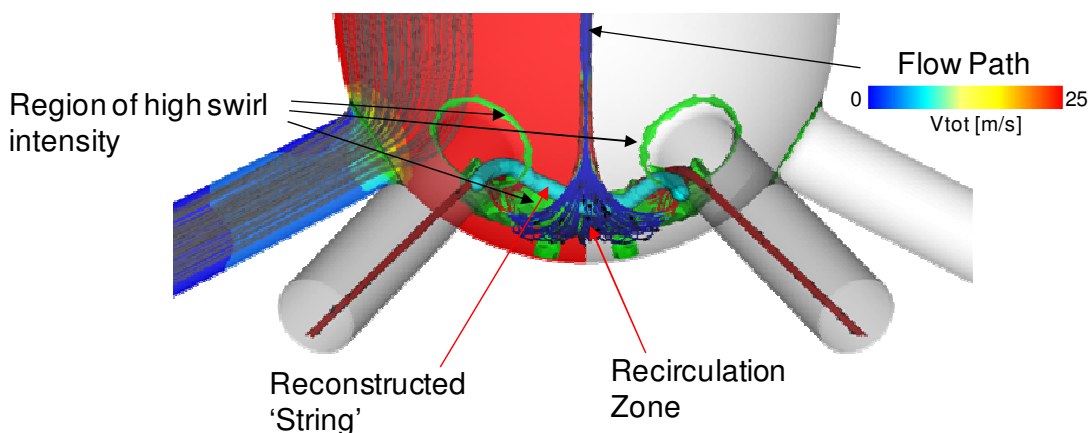 Flow Path
0 25
Vtot [m/s]
Region of high swirl
intensity
Reconstructed
‘String’
Recirculation
Zone